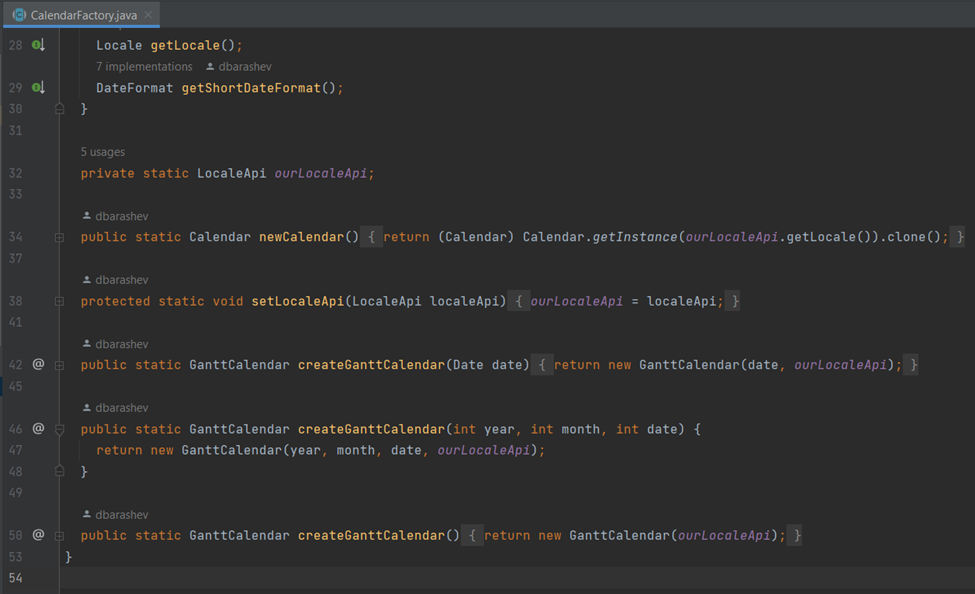 CalendarFactory.java
28 Locale getLocale();
7 implementations dbarashev
29 DateFormat getShortDateFormat();
30 }
31
5 usages
32 private static LocaleApi ourLocaleApi;
33
dbarashev
34 public static Calendar newCalendar() { return (Calendar) Calendar.getInstance(ourLocaleApi.getLocale()).clone(); }
37
dbarashev
38 protected static void setLocaleApi(LocaleApi localeApi) { ourLocaleApi = localeApi; }
41
dbarashev
42 @ public static GanttCalendar createGanttCalendar(Date date) { return new GanttCalendar(date, ourLocaleApi); }
45
dbarashev
46 @ public static GanttCalendar createGanttCalendar(int year, int month, int date) {
47 return new GanttCalendar(year, month, date, ourLocaleApi);
48 }
49
dbarashev
50 @ public static GanttCalendar createGanttCalendar() { return new GanttCalendar(ourLocaleApi); }
53 }
54